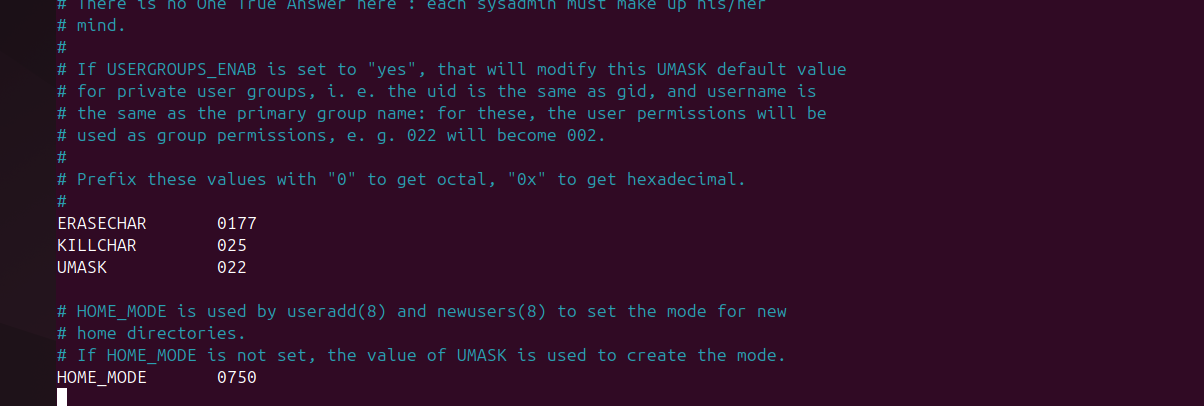 # There is no One True Answer here : each sysadmin must make up his/her
# mind.
#
# If USERGROUPS_ENAB is set to "yes", that will modify this UMASK default value
# for private user groups, i. e. the uid is the same as gid, and username is
# the same as the primary group name: for these, the user permissions will be
# used as group permissions, e. g. 022 will become 002.
#
# Prefix these values with "0" to get octal, "0x" to get hexadecimal.
#
ERASECHAR       0177
KILLCHAR        025
UMASK           022

# HOME_MODE is used by useradd(8) and newusers(8) to set the mode for new
# home directories.
# If HOME_MODE is not set, the value of UMASK is used to create the mode.
HOME_MODE       0750